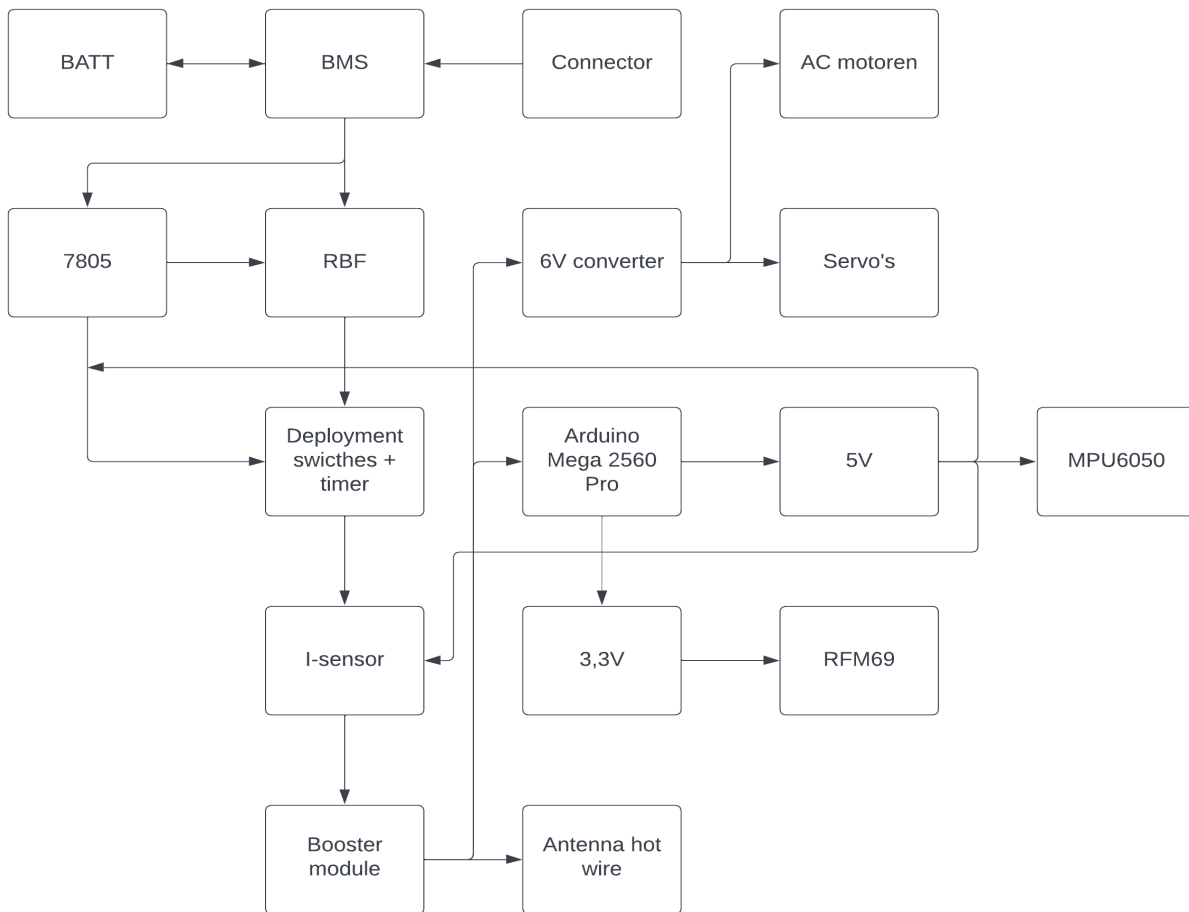 BATT
BMS
Connector
AC motoren
7805
RBF
6V converter
Servo's
Deployment
swicthes +
timer
Arduino
Mega 2560
Pro
5V
MPU6050
I-sensor
3,3V
RFM69
Booster
module
Antenna hot
wire